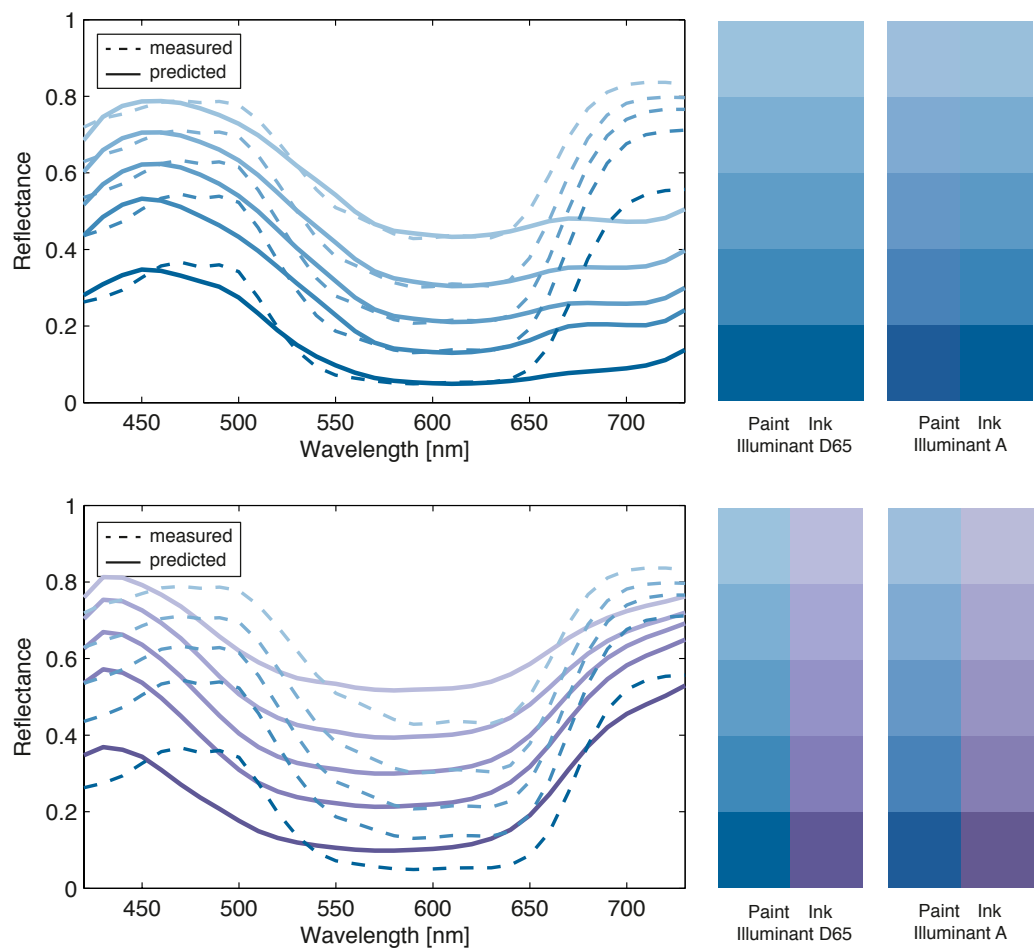 1
0.8
0.6
0.4
0.2
0
Reflectance
measured
predicted
450 500 550 600 650 700
Wavelength [nm]
Paint Ink
Illuminant D65
Paint Ink
Illuminant A
1
0.8
0.6
0.4
0.2
0
Reflectance
measured
predicted
450 500 550 600 650 700
Wavelength [nm]
Paint Ink
Illuminant D65
Paint Ink
Illuminant A